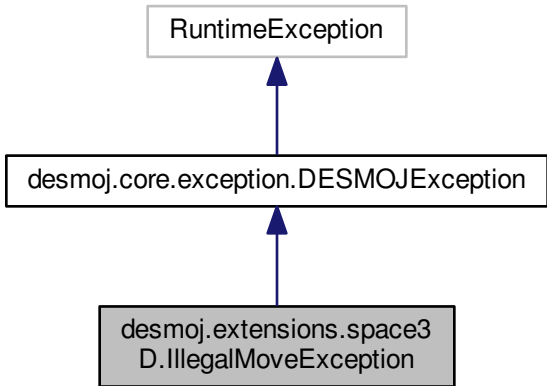 RuntimeException
desmoj.core.exception.DESMOJException
desmoj.extensions.space3
D.IllegalMoveException